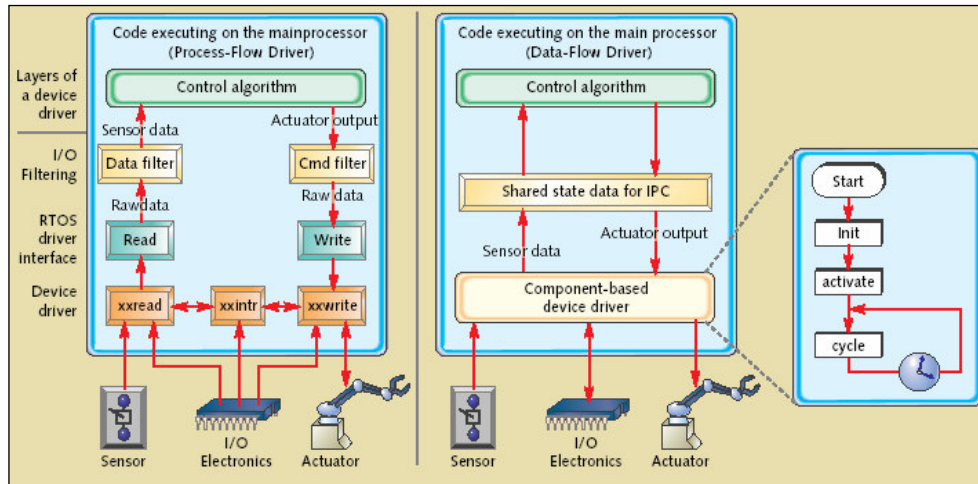 Code executing on the mainprocessor
(Process-Flow Driver)
Layers of
a device
driver
Control algorithm
Sensor data
Actuator output
I/O
Filtering
Data filter
Cmd filter
Rawdata
Raw data
RTOS
driver
interface
Read
Write
Device
driver
xxread
xxintr
xxwrite
Sensor
I/O
Electronics
Actuator
Code executing on the main processor
(Data-Flow Driver)
Control algorithm
Shared state data for IPC
Sensor data
Actuator output
Component-based
device driver
Sensor
I/O
Electronics
Actuator
Start
Init
activate
cycle